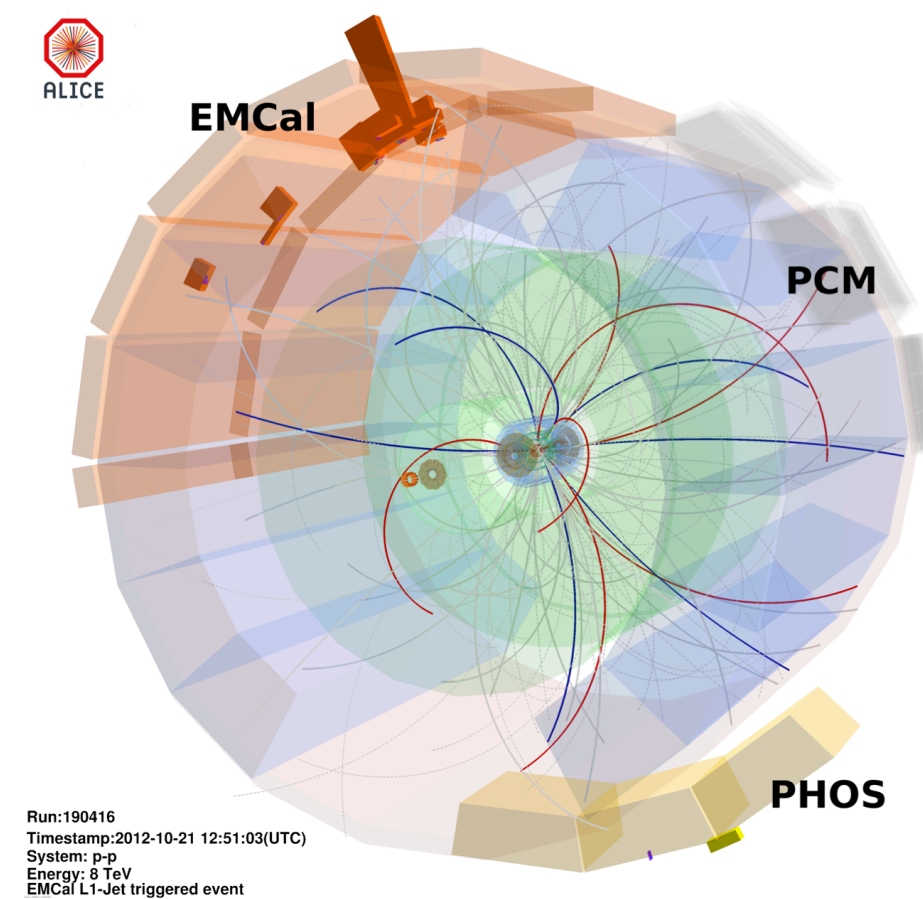 ALICE
EMCal
PCM
PHOS
Run:190416
Timestamp:2012-10-21 12:51:03(UTC)
System: p-p
Energy: 8 TeV
EMCal L1-Jet triggered event